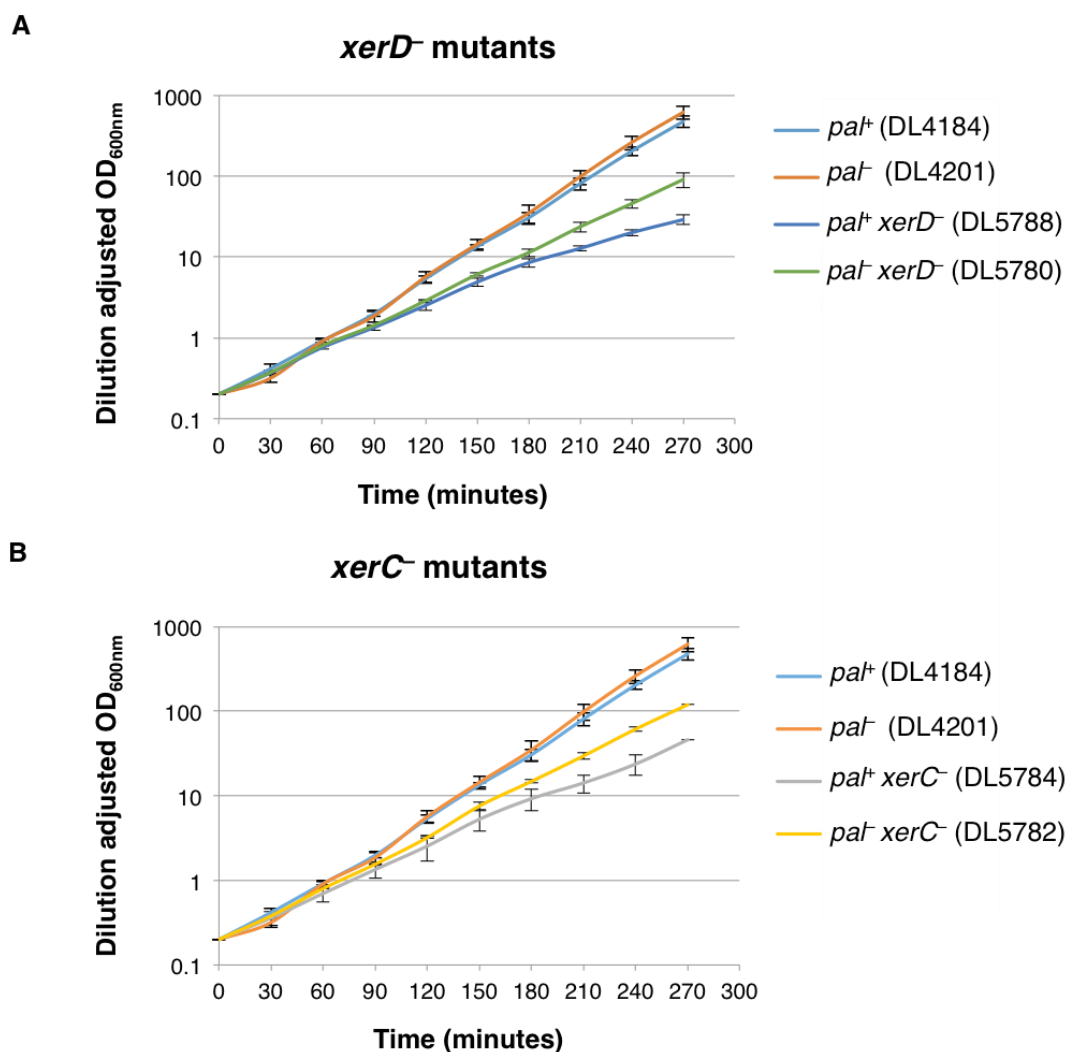 A
xerD– mutants
Dilution adjusted OD600nm
1000
100
10
1
0.1
0 30 60 90 120 150 180 210 240 270 300
Time (minutes)
pal+ (DL4184)
pal– (DL4201)
pal+ xerD– (DL5788)
pal– xerD– (DL5780)
B
xerC– mutants
Dilution adjusted OD600nm
1000
100
10
1
0.1
0 30 60 90 120 150 180 210 240 270 300
Time (minutes)
pal+ (DL4184)
pal– (DL4201)
pal+ xerC– (DL5784)
pal– xerC– (DL5782)